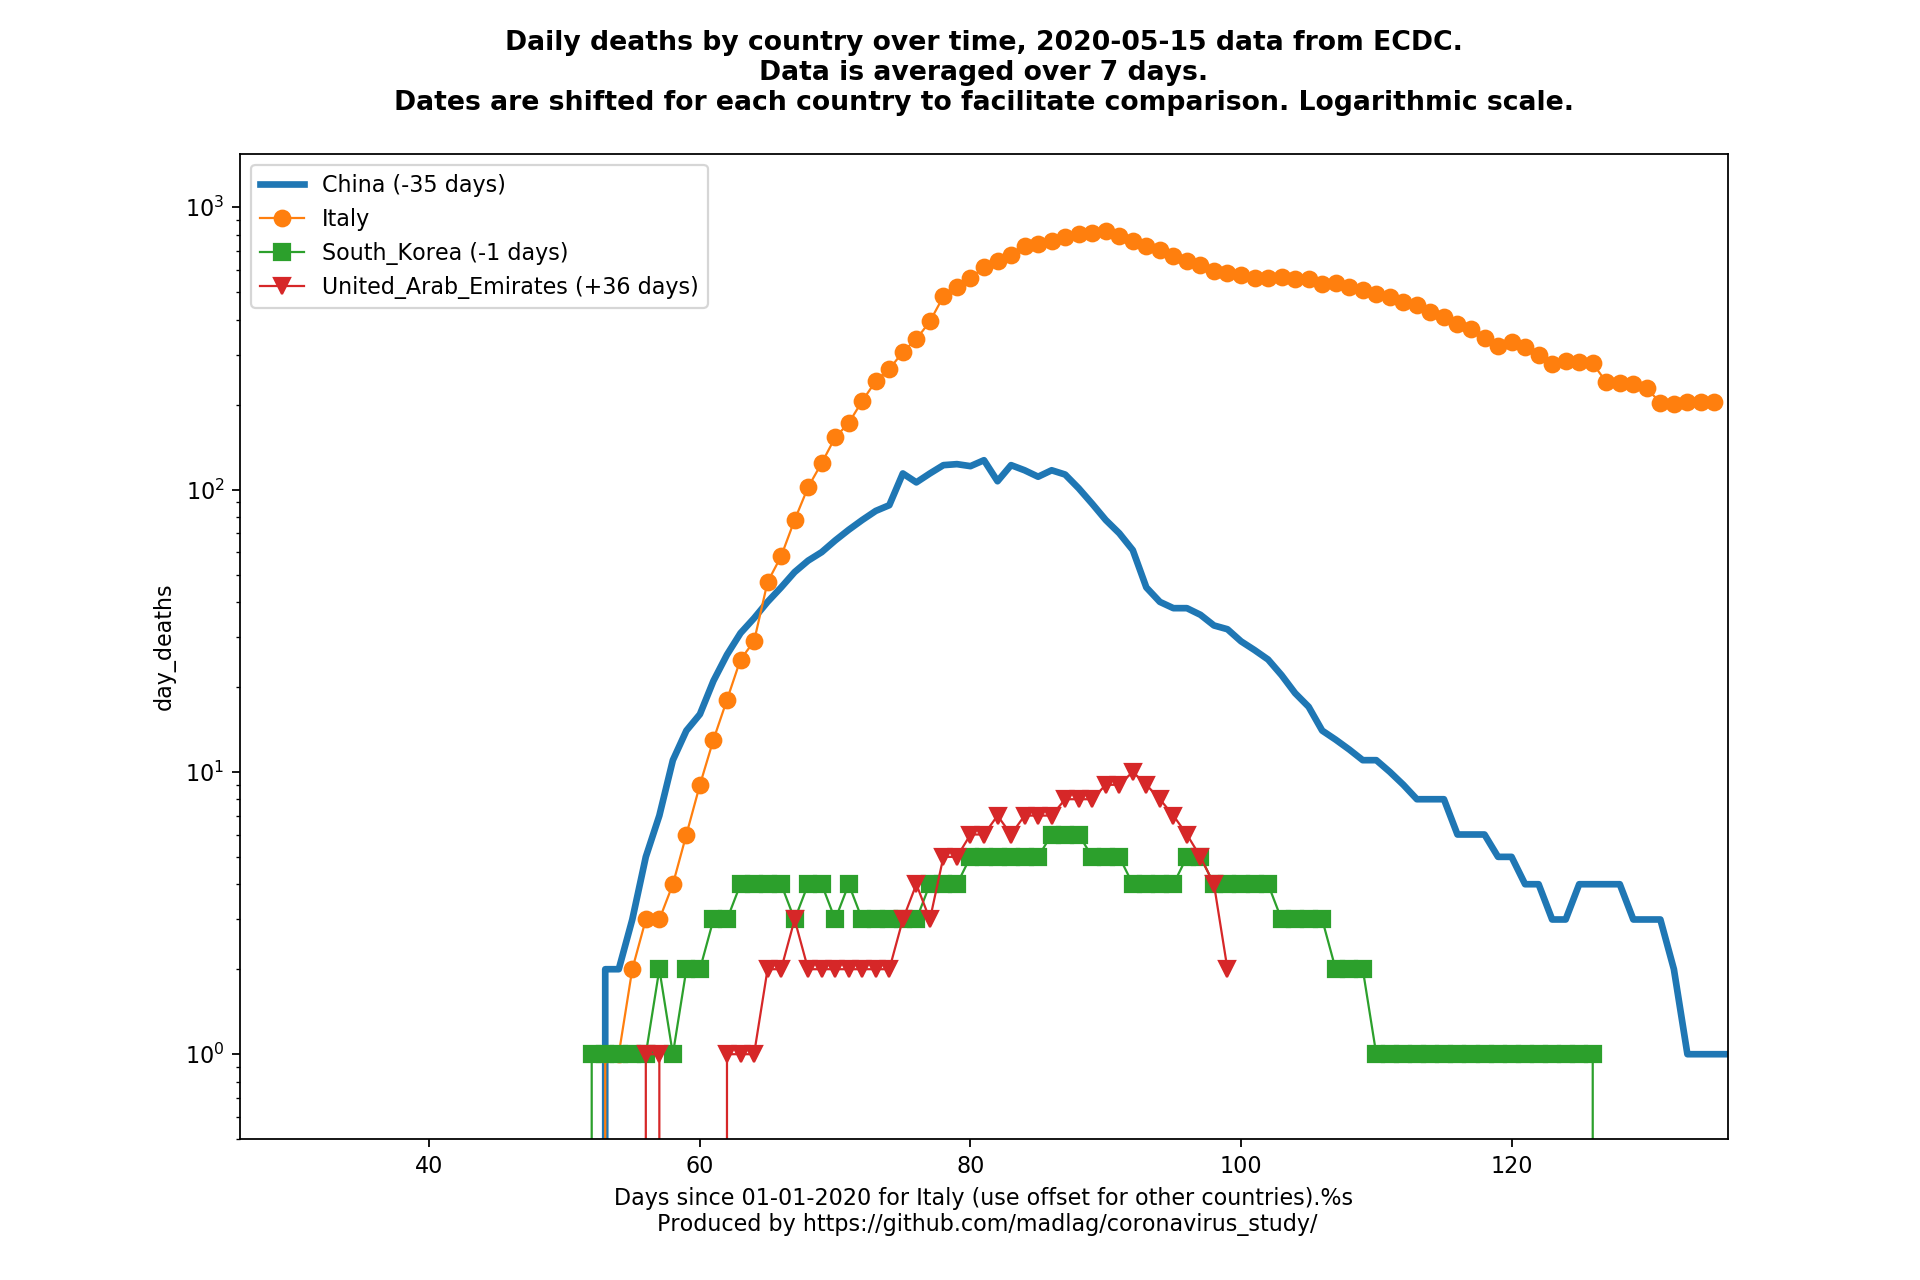 Daily deaths by country over time, 2020-05-15 data from ECDC.
Data is averaged over 7 days.
Dates are shifted for each country to facilitate comparison. Logarithmic scale.
China (-35 days)
Italy
South_Korea (-1 days)
United_Arab_Emirates (+36 days)
10³
10²
10¹
10⁰
day_deaths
40 60 80 100 120
Days since 01-01-2020 for Italy (use offset for other countries).%s
Produced by https://github.com/madlag/coronavirus_study/